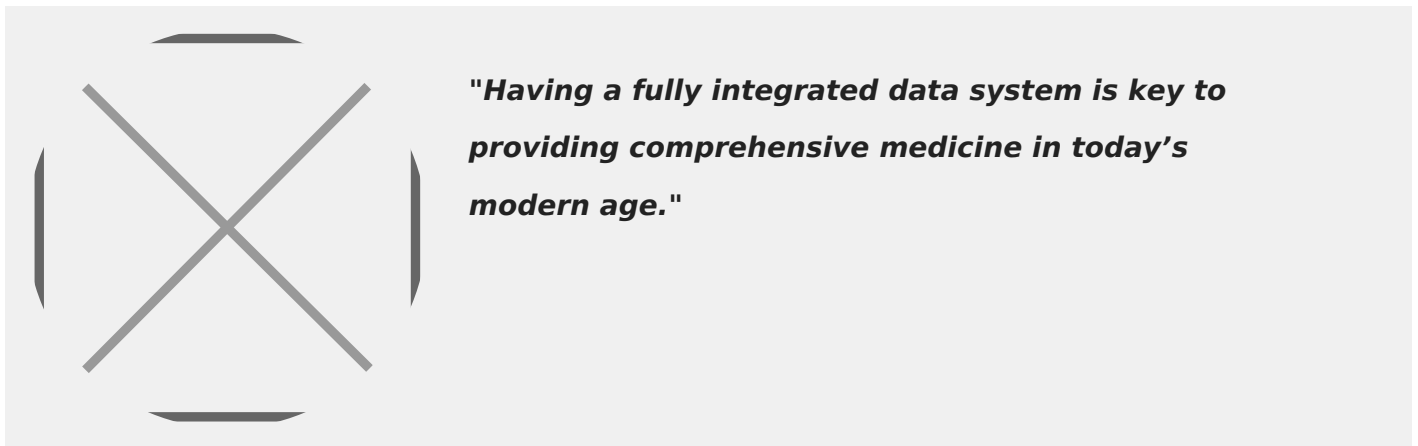 "Having a fully integrated data system is key to
providing comprehensive medicine in today’s
modern age."